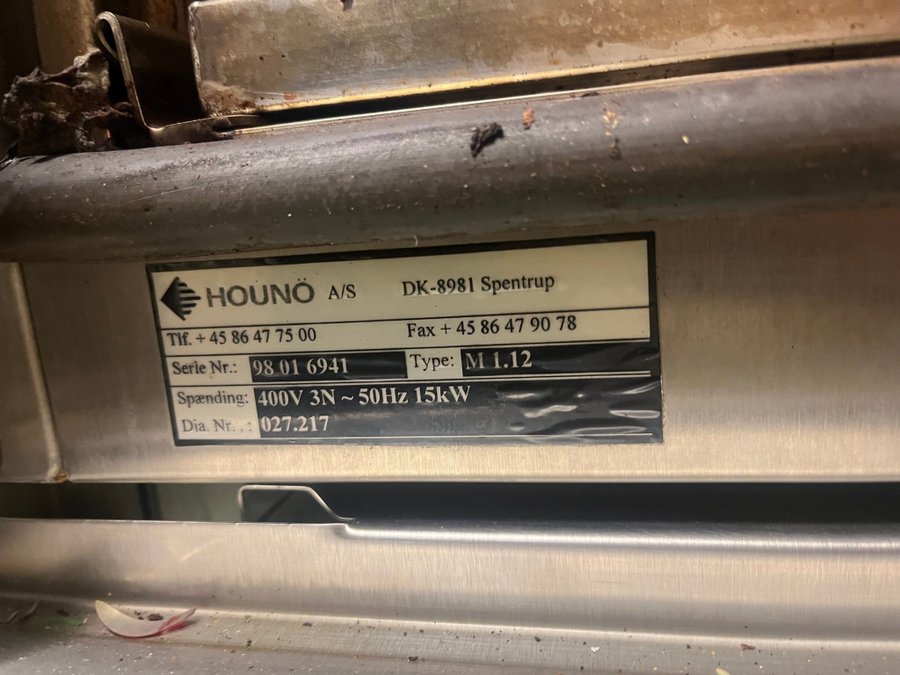 HOUNÖ A/S DK-8981 Spentrup
Tlf. + 45 86 47 75 00 Fax + 45 86 47 90 78
Serie Nr.: 98.01 6941 Type: M 1.12
Spænding: 400V 3N ~ 50Hz 15kW
Dia. Nr. . : 027.217